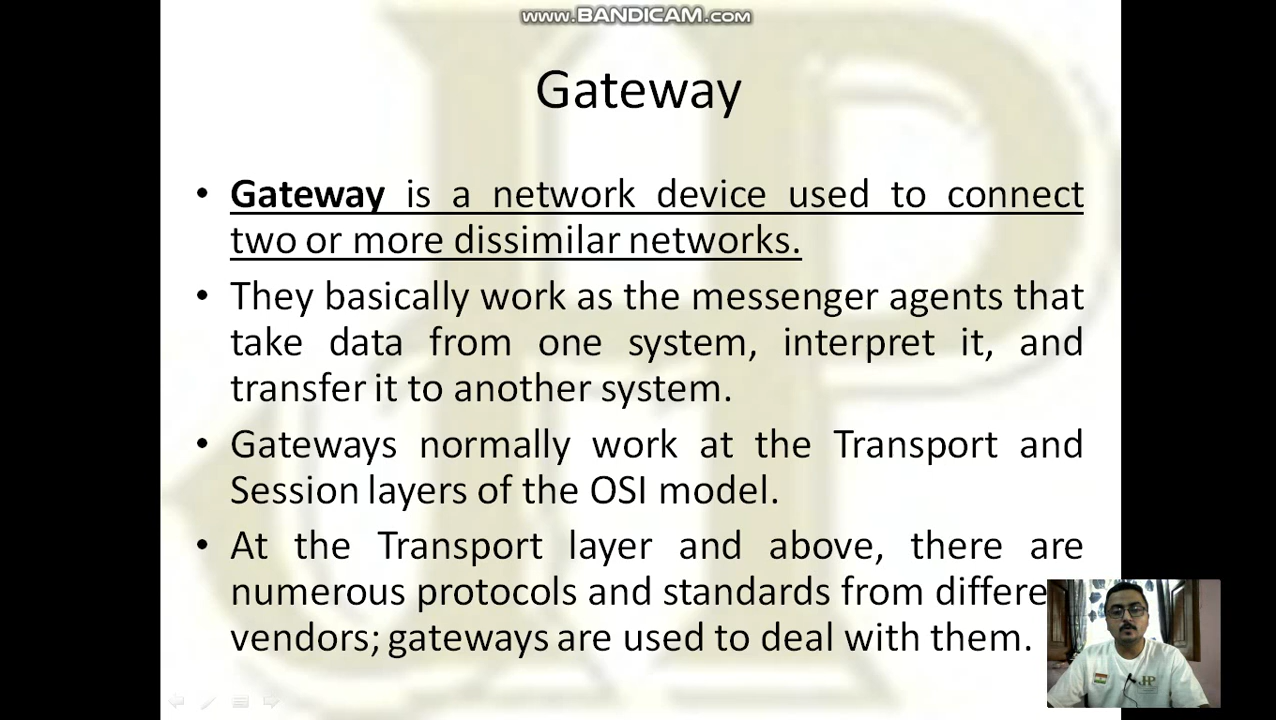 www.BANDICAM.com
Gateway
• Gateway is a network device used to connect
two or more dissimilar networks.
• They basically work as the messenger agents that
take data from one system, interpret it, and
transfer it to another system.
• Gateways normally work at the Transport and
Session layers of the OSI model.
• At the Transport layer and above, there are
numerous protocols and standards from differe
vendors; gateways are used to deal with them.